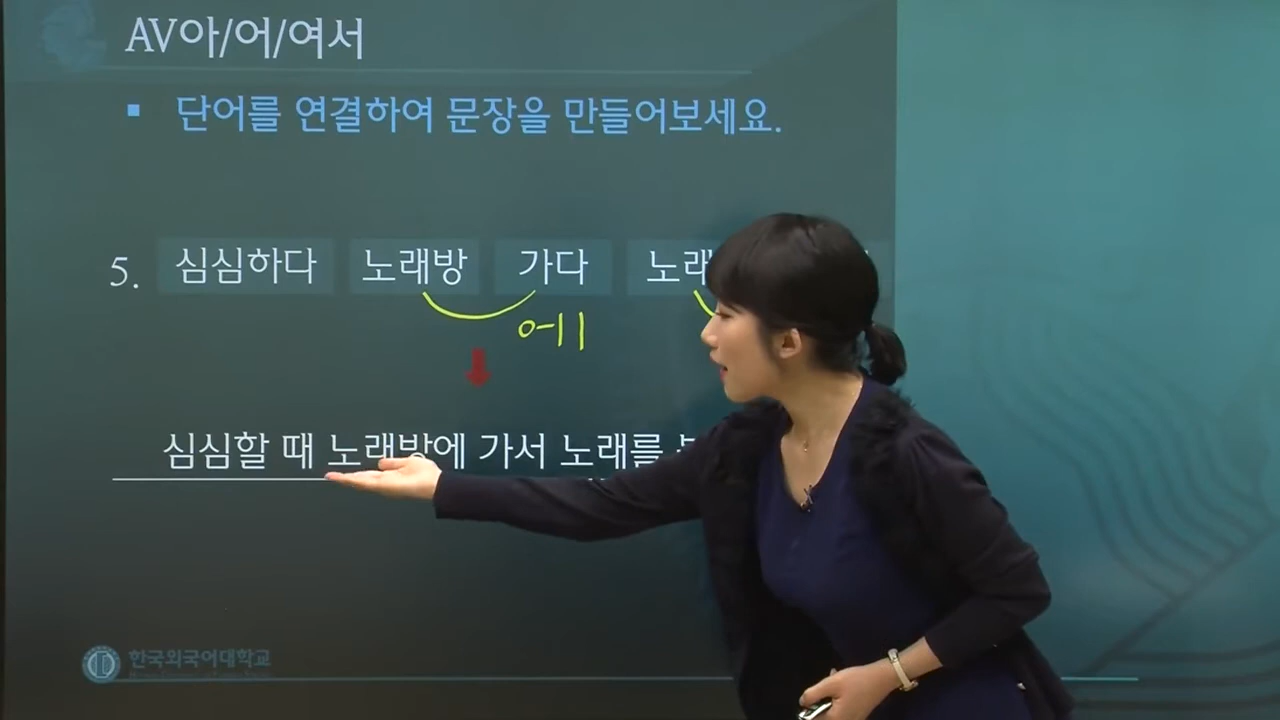 AV아/어/여서
▪ 단어를 연결하여 문장을 만들어보세요.
5. 심심하다 노래방 가다 노래
에
심심할 때 노래방에 가서 노래를
한국외국어대학교